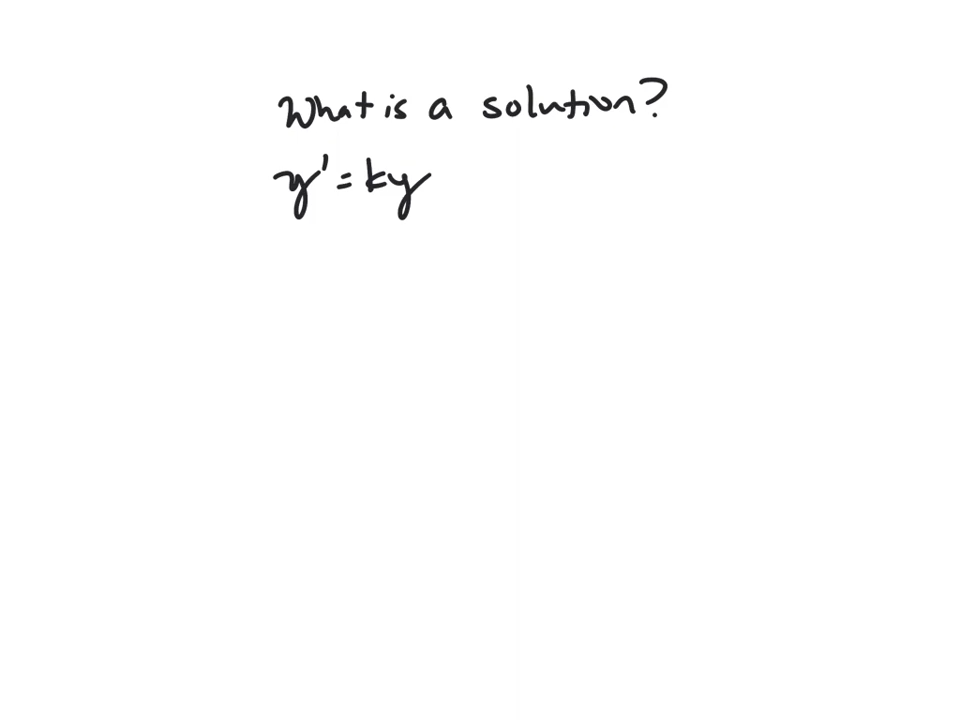 What is a solution?
y' = ky